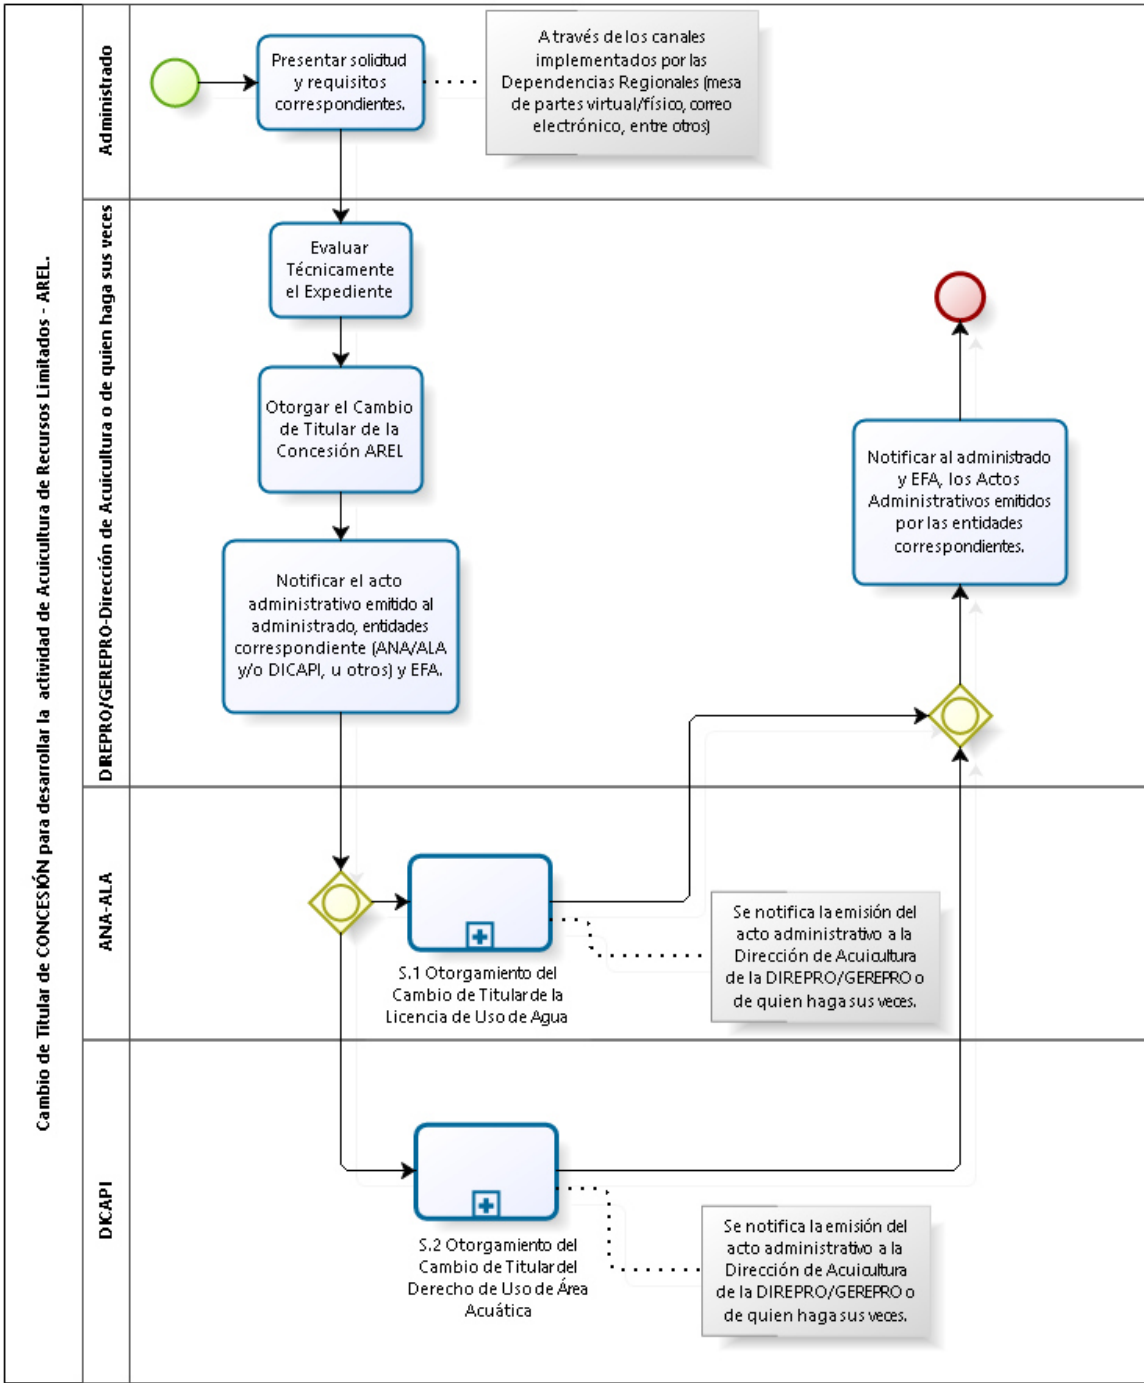 Cambio de Titular de CONCESIÓN para desarrollar la actividad de Acuicultura de Recursos Limitados - AREL.
Administrado
Presentar solicitud
y requisitos
correspondientes.
A través de los canales
implementados por las
Dependencias Regionales (mesa
de partes virtual/físico, correo
electrónico, entre otros)
DIREPRO/GEREPRO-Dirección de Acuicultura o de quien haga sus veces
Evaluar
Técnicamente
el Expediente
Otorgar el Cambio
de Titular de la
Concesión AREL
Notificar el acto
administrativo emitido al
administrado, entidades
correspondiente (ANA/ALA
y/o DICAPI, u otros) y EFA.
Notificar al administrado
y EFA, los Actos
Administrativos emitidos
por las entidades
correspondientes.
ANA-ALA
S.1 Otorgamiento del
Cambio de Titular de la
Licencia de Uso de Agua
Se notifica la emisión del
acto administrativo a la
Dirección de Acuicultura
de la DIREPRO/GEREPRO o
de quien haga sus veces.
DICAPI
S.2 Otorgamiento del
Cambio de Titular del
Derecho de Uso de Área
Acuática
Se notifica la emisión del
acto administrativo a la
Dirección de Acuicultura
de la DIREPRO/GEREPRO o
de quien haga sus veces.